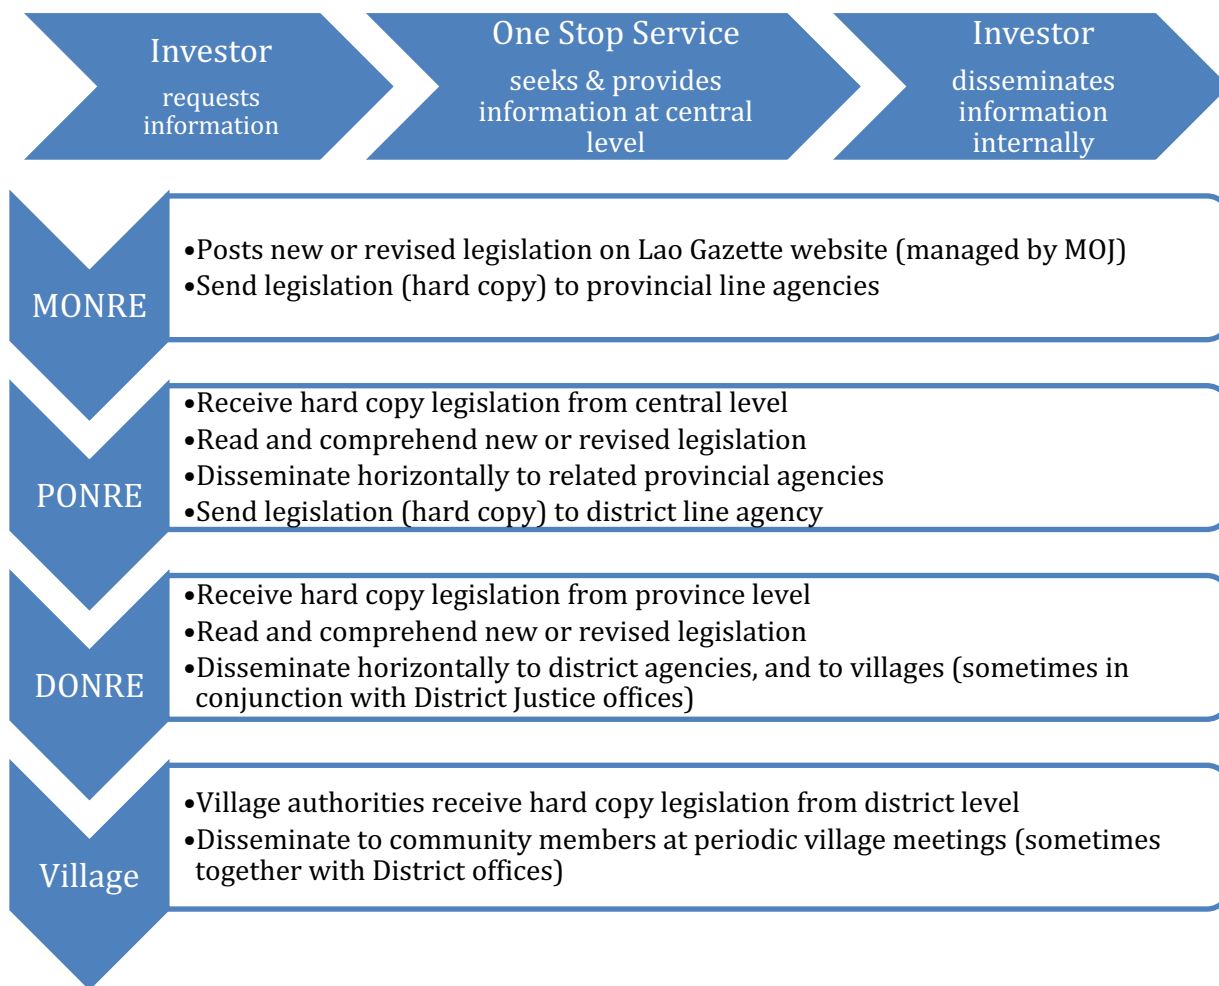 Investor
requests
information
One Stop Service
seeks & provides
information at central
level
Investor
disseminates
information
internally
MONRE
•Posts new or revised legislation on Lao Gazette website (managed by MOJ)
•Send legislation (hard copy) to provincial line agencies
PONRE
•Receive hard copy legislation from central level
•Read and comprehend new or revised legislation
•Disseminate horizontally to related provincial agencies
•Send legislation (hard copy) to district line agency
DONRE
•Receive hard copy legislation from province level
•Read and comprehend new or revised legislation
•Disseminate horizontally to district agencies, and to villages (sometimes in
conjunction with District Justice offices)
Village
•Village authorities receive hard copy legislation from district level
•Disseminate to community members at periodic village meetings (sometimes
together with District offices)